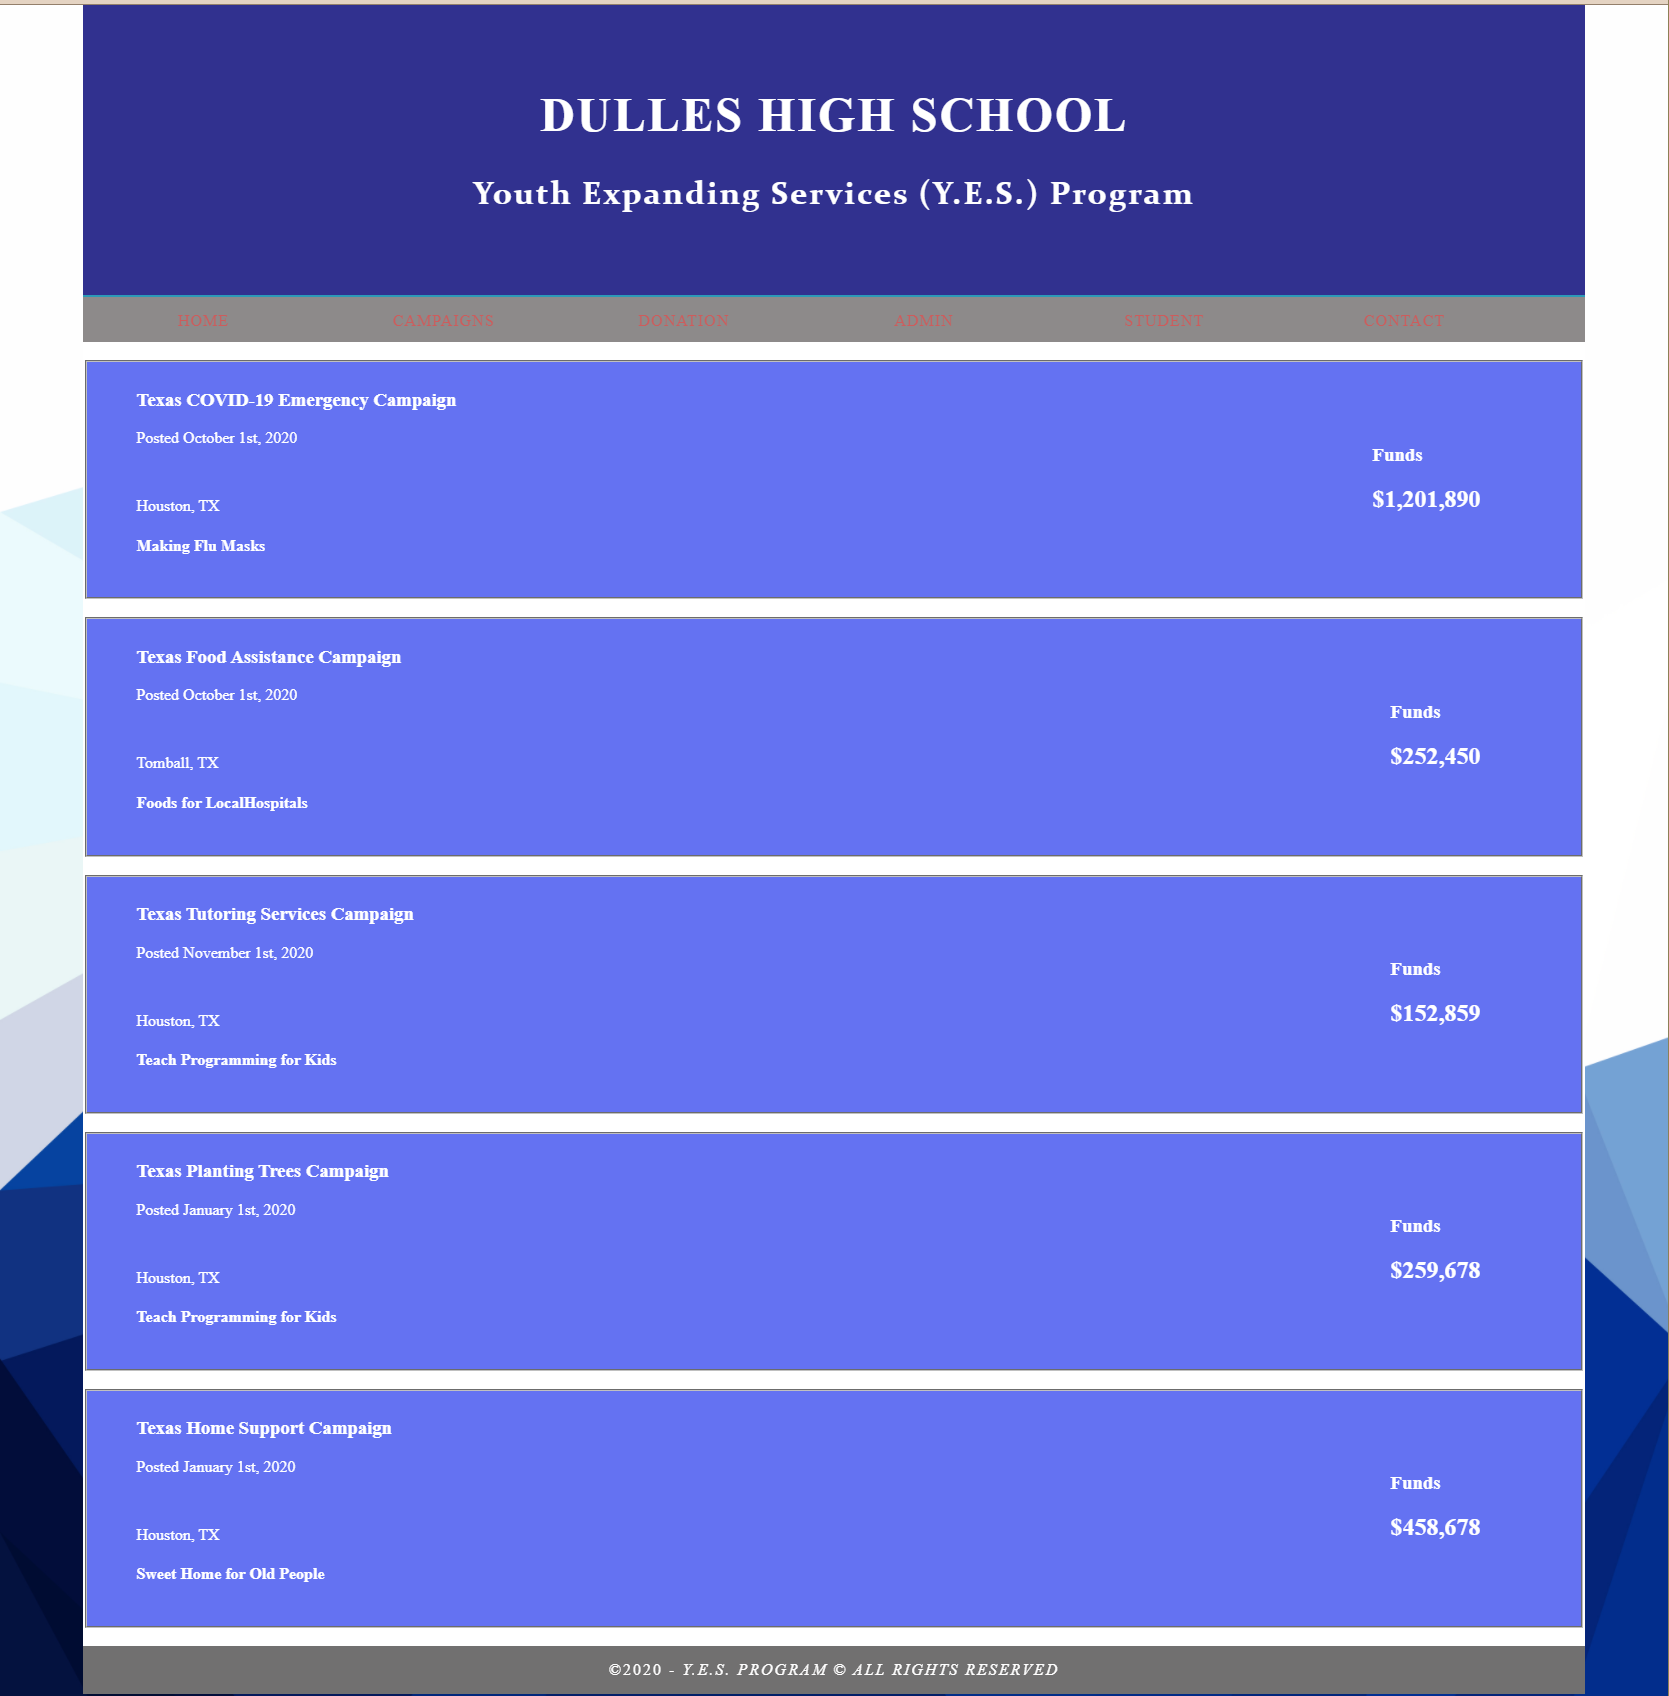 DULLES HIGH SCHOOL
Youth Expanding Services (Y.E.S.) Program
HOME CAMPAIGNS DONATION ADMIN STUDENT CONTACT
Texas COVID-19 Emergency Campaign
Posted October 1st, 2020
Funds
$1,201,890
Houston, TX
Making Flu Masks
Texas Food Assistance Campaign
Posted October 1st, 2020
Funds
$252,450
Tomball, TX
Foods for LocalHospitals
Texas Tutoring Services Campaign
Posted November 1st, 2020
Funds
$152,859
Houston, TX
Teach Programming for Kids
Texas Planting Trees Campaign
Posted January 1st, 2020
Funds
$259,678
Houston, TX
Teach Programming for Kids
Texas Home Support Campaign
Posted January 1st, 2020
Funds
$458,678
Houston, TX
Sweet Home for Old People
©2020 - Y.E.S. PROGRAM © ALL RIGHTS RESERVED